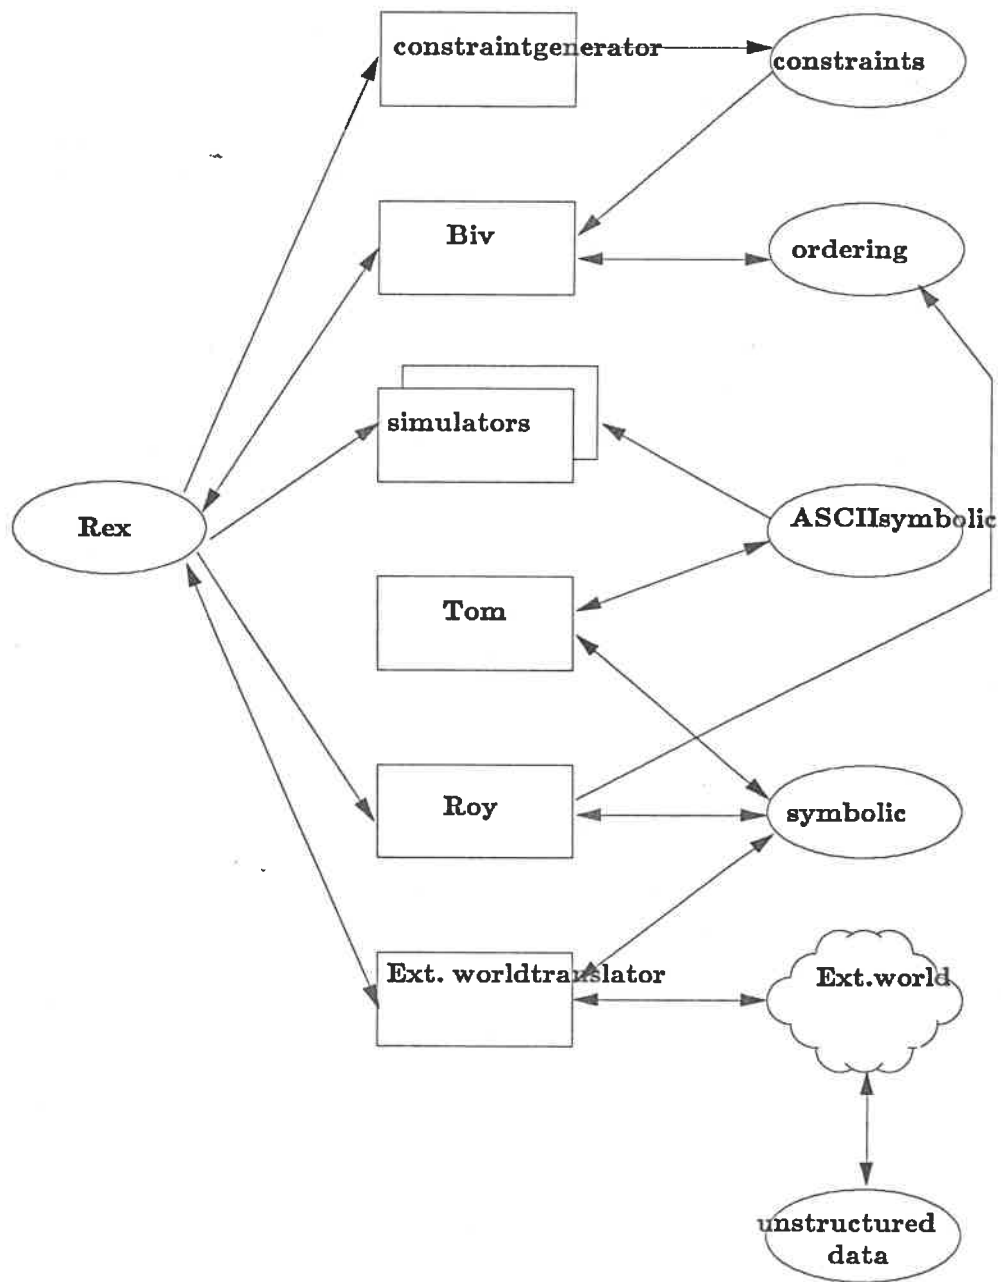 constraintgenerator
constraints
Biv
ordering
simulators
Rex
ASCIIsymbolic
Tom
Roy
symbolic
Ext. worldtranslator
Ext.world
unstructured
data